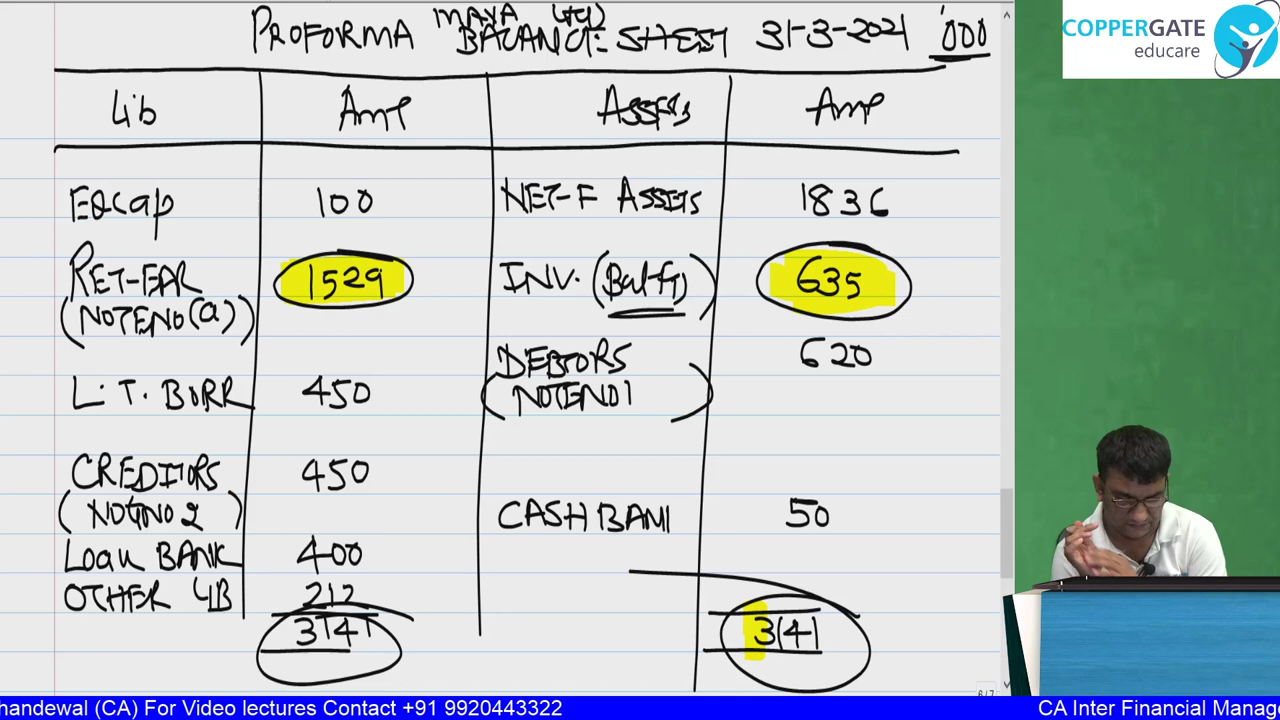 MAYA Ltd
PROFORMA BALANCE SHEET 31-3-2021 '000
Lib Amt Assets Amt
EQ cap 100 NET-F ASSETS 1836
RET-EAR 1529 INV. (Bal-fi) 635
(NOTE NO (a))
DEBTORS 620
L.T. BORR 450 (NOTE NO 1)
CREDITORS 450
(NOTE NO 2) CASH BANK 50
Loan BANK 400
OTHER LIB 212
3141 3141
COPPERGATE
educare
handewal (CA) For Video lectures Contact +91 9920443322 CA Inter Financial Manage